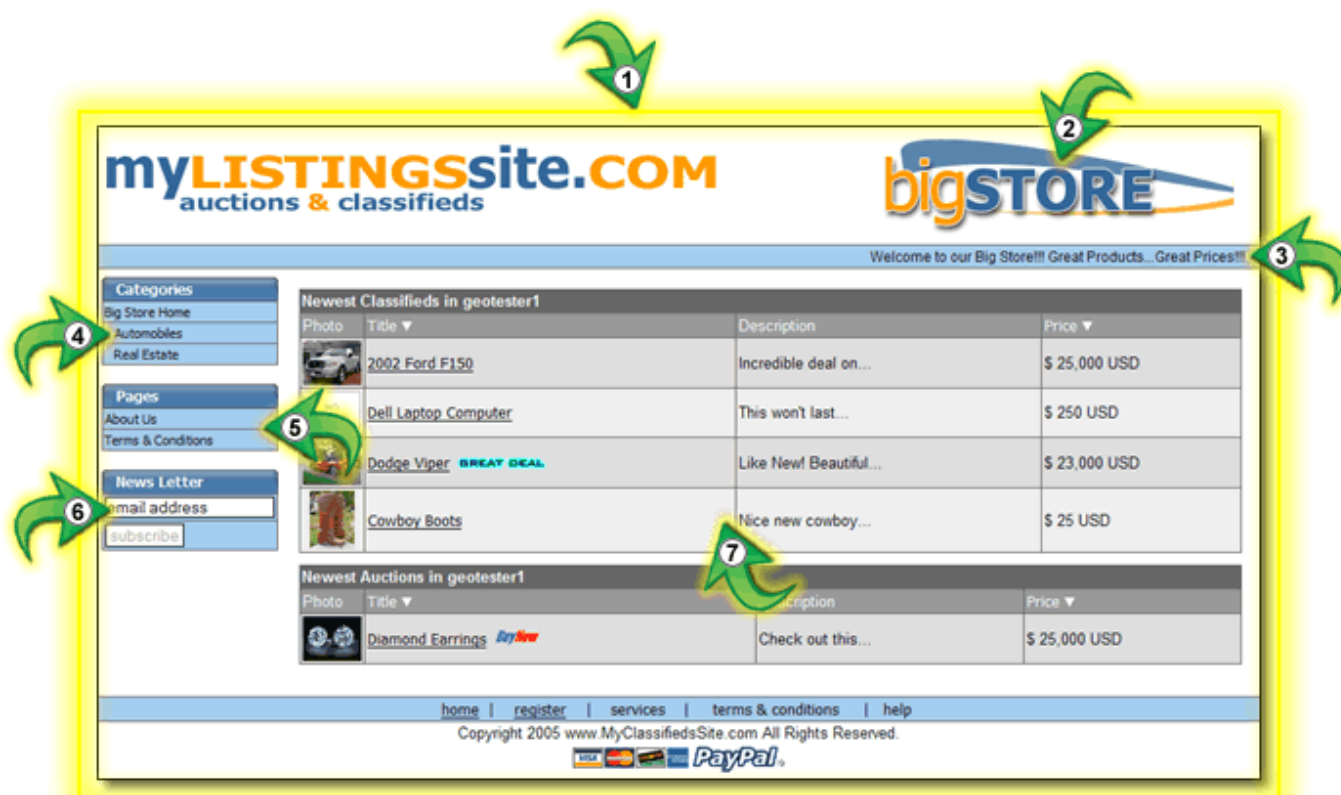 1
2
myLISTINGSsite.COM
auctions & classifieds
bigSTORE
Welcome to our Big Store!!! Great Products...Great Prices!!!
3
Categories
Big Store Home
4
Automobiles
Real Estate
Pages
About Us
5
Terms & Conditions
News Letter
6
email address
subscribe
Newest Classifieds in geotester1
Photo Title ▼ Description Price ▼
2002 Ford F150 Incredible deal on... $ 25,000 USD
Dell Laptop Computer This won't last... $ 250 USD
Dodge Viper GREAT DEAL Like New! Beautiful... $ 23,000 USD
Cowboy Boots Nice new cowboy... $ 25 USD
7
Newest Auctions in geotester1
Photo Title ▼ Price ▼
Diamond Earrings BuyNow Check out this... $ 25,000 USD
home | register | services | terms & conditions | help
Copyright 2005 www.MyClassifiedsSite.com All Rights Reserved.
VISA PayPal